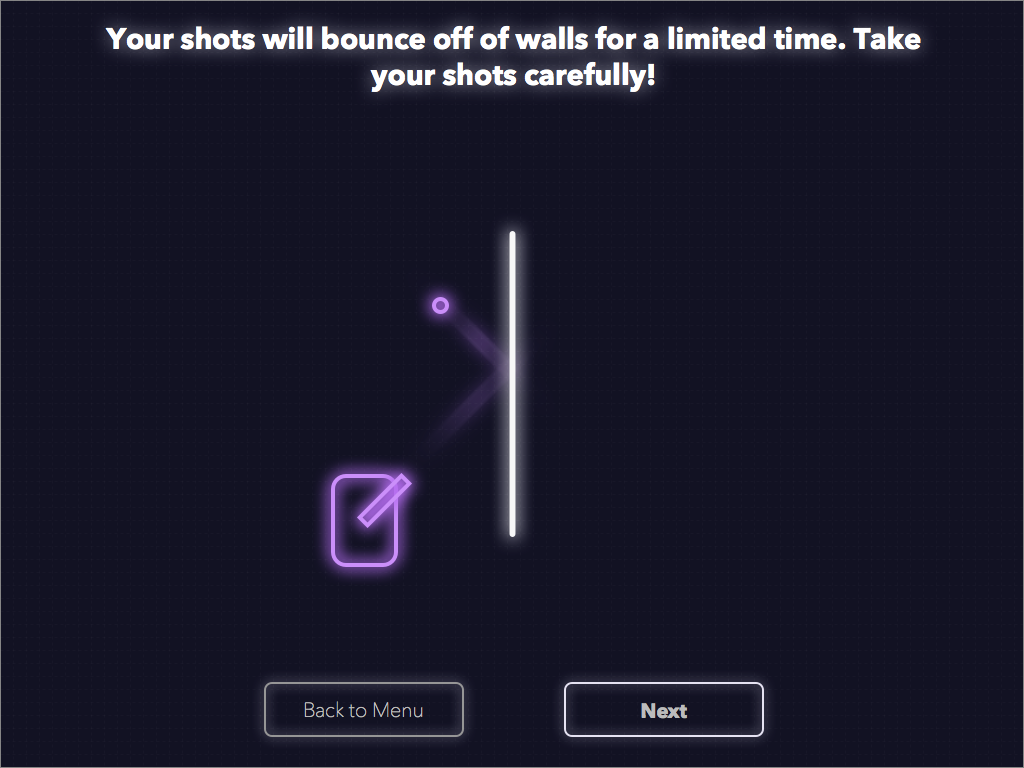 Your shots will bounce off of walls for a limited time. Take
your shots carefully!
Back to Menu
Next